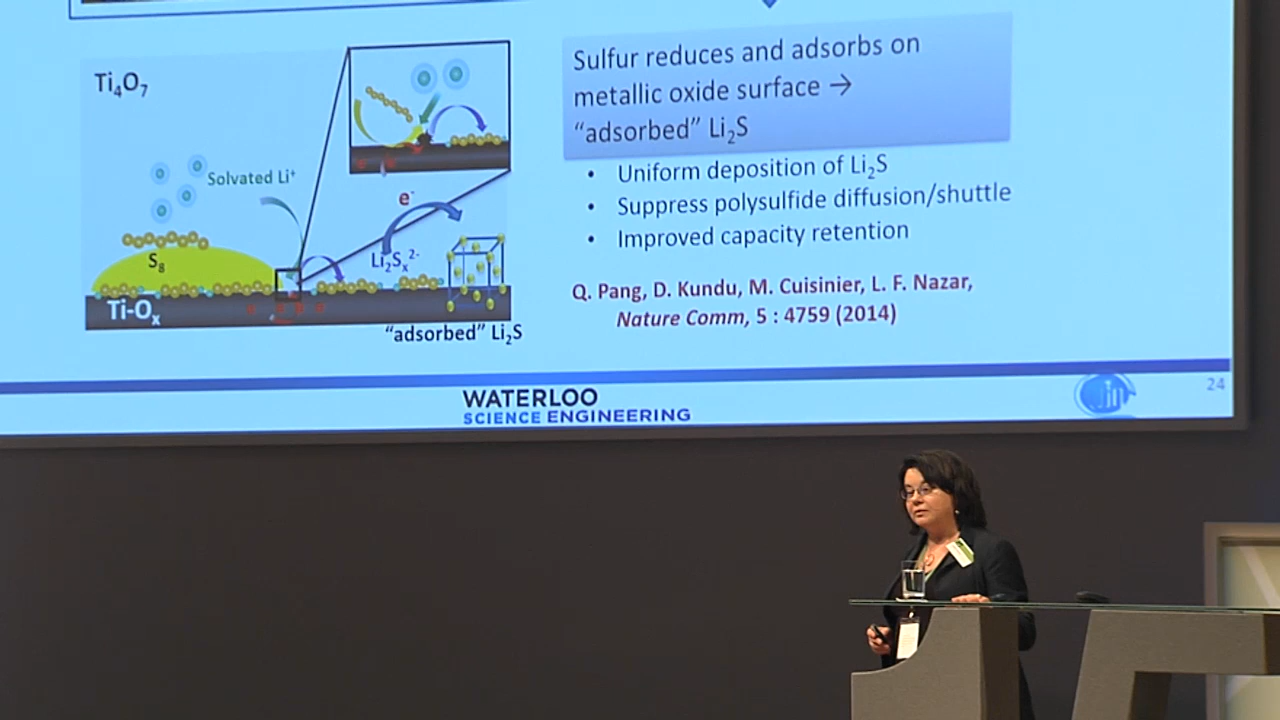 Ti4O7
Solvated Li+
e-
S8
Li2Sx2-
Ti-Ox
"adsorbed" Li2S
Sulfur reduces and adsorbs on
metallic oxide surface →
"adsorbed" Li2S
• Uniform deposition of Li2S
• Suppress polysulfide diffusion/shuttle
• Improved capacity retention
Q. Pang, D. Kundu, M. Cuisinier, L. F. Nazar,
Nature Comm, 5 : 4759 (2014)
WATERLOO
SCIENCE ENGINEERING
24